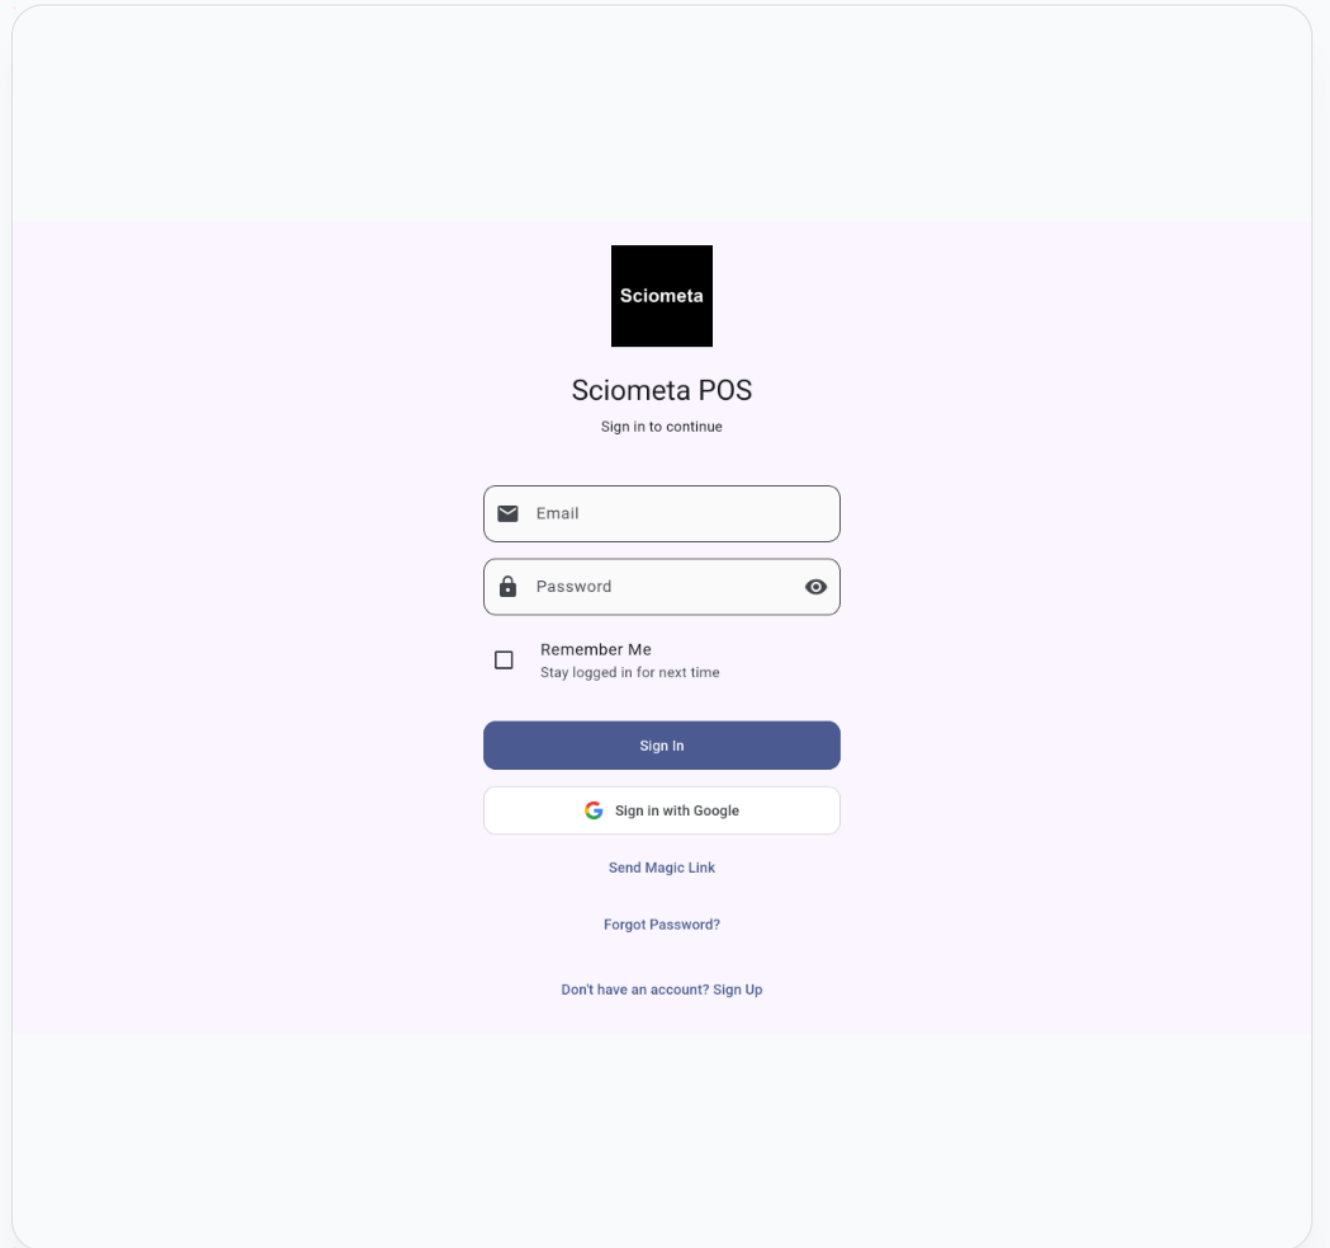 Sciometa
Sciometa POS
Sign in to continue
Email
Password
Remember Me
Stay logged in for next time
Sign In
Sign in with Google
Send Magic Link
Forgot Password?
Don't have an account? Sign Up